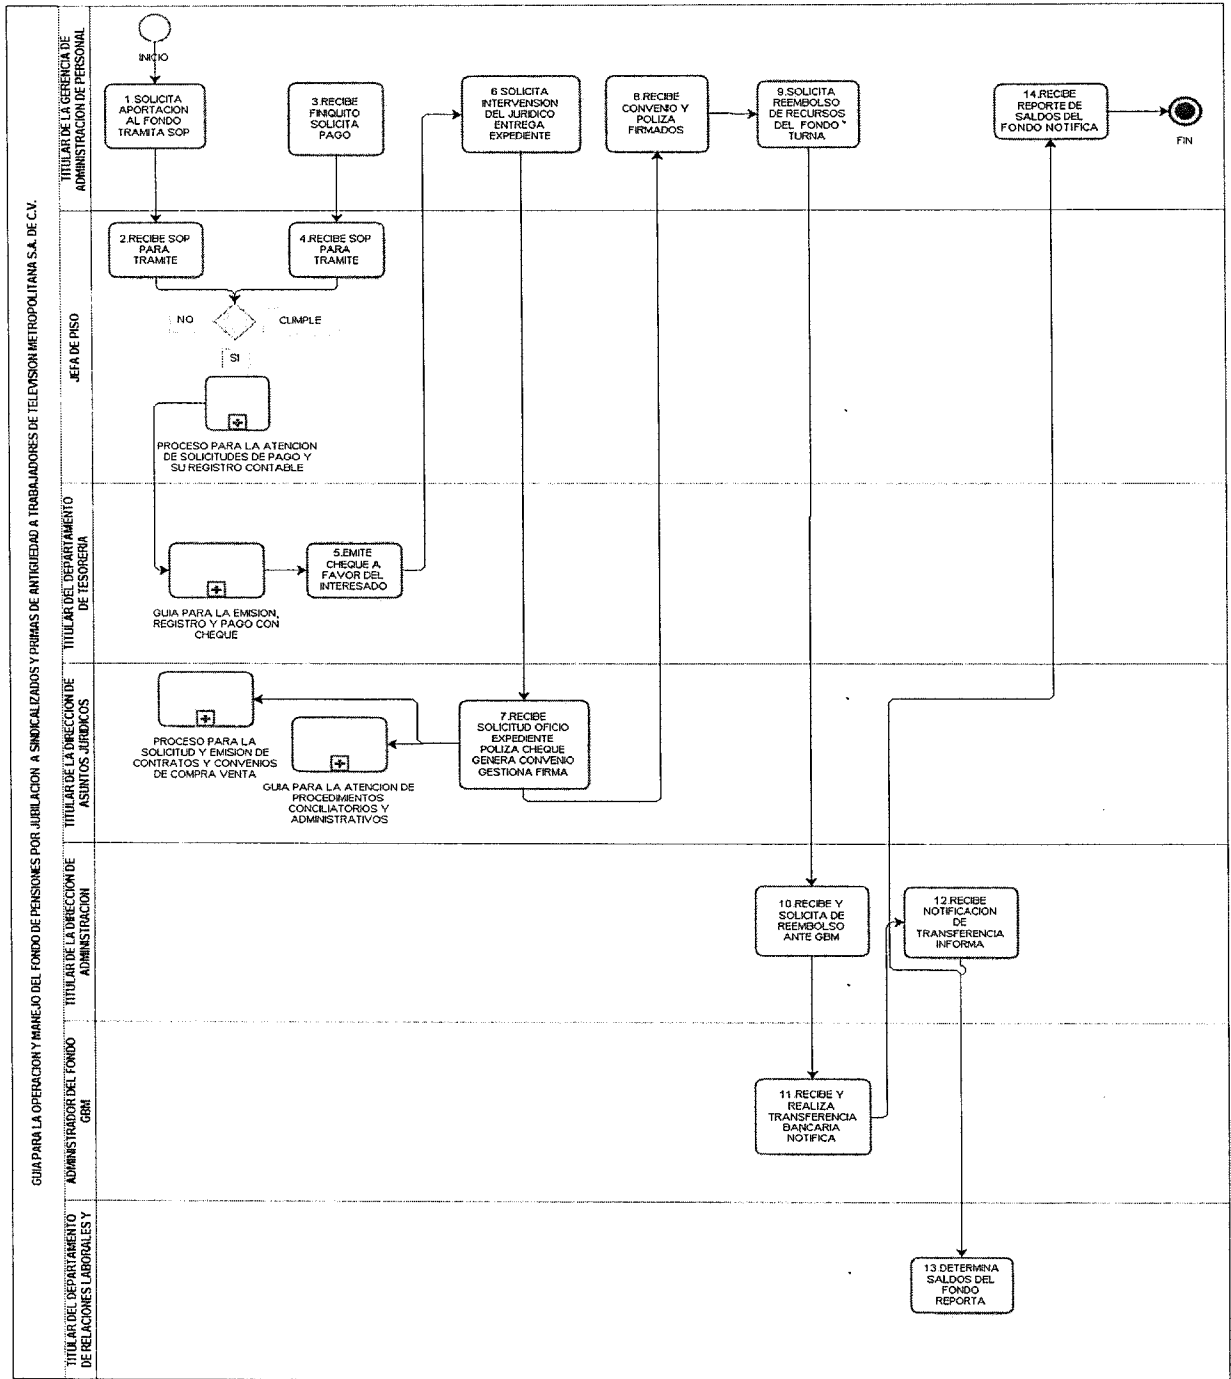 GUIA PARA LA OPERACION Y MANEJO DEL FONDO DE PENSIONES POR JUBILACION A SINDICALIZADOS Y PRIMAS DE ANTIGUEDAD A TRABAJADORES DE TELEVISION METROPOLITANA S.A. DE C.V.
TITULAR DE LA GERENCIA DE
ADMINISTRACION DE PERSONAL
INICIO
1.SOLICITA
APORTACION
AL FONDO
TRAMITA SOP
3.RECIBE
FINIQUITO
SOLICITA
PAGO
6 SOLICITA
INTERVENSION
DEL JURIDICO
ENTREGA
EXPEDIENTE
8.RECIBE
CONVENIO Y
POLIZA
FIRMADOS
9.SOLICITA
REEMBOLSO
DE RECURSOS
DEL FONDO
TURNA
14.RECIBE
REPORTE DE
SALDOS DEL
FONDO NOTIFICA
FIN
JEFA DE PISO
2.RECIBE SOP
PARA
TRAMITE
4.RECIBE SOP
PARA
TRAMITE
NO
CUMPLE
SI
PROCESO PARA LA ATENCION
DE SOLICITUDES DE PAGO Y
SU REGISTRO CONTABLE
TITULAR DEL DEPARTAMENTO
DE TESORERIA
GUIA PARA LA EMISION,
REGISTRO Y PAGO CON
CHEQUE
5.EMITE
CHEQUE A
FAVOR DEL
INTERESADO
TITULAR DE LA DIRECCION DE
ASUNTOS JURIDICOS
PROCESO PARA LA
SOLICITUD Y EMISION DE
CONTRATOS Y CONVENIOS
DE COMPRA VENTA
GUIA PARA LA ATENCION DE
PROCEDIMIENTOS
CONCILIATORIOS Y
ADMINISTRATIVOS
7.RECIBE
SOLICITUD OFICIO
EXPEDIENTE
POLIZA CHEQUE
GENERA CONVENIO
GESTIONA FIRMA
TITULAR DE LA DIRECCION DE
ADMINISTRACION
10.RECIBE Y
SOLICITA DE
REEMBOLSO
ANTE GBM
12.RECIBE
NOTIFICACION
DE
TRANSFERENCIA
INFORMA
ADMINISTRADOR DEL FONDO
GBM
11.RECIBE Y
REALIZA
TRANSFERENCIA
BANCARIA
NOTIFICA
TITULAR DEL DEPARTAMENTO
DE RELACIONES LABORALES Y
13.DETERMINA
SALDOS DEL
FONDO
REPORTA